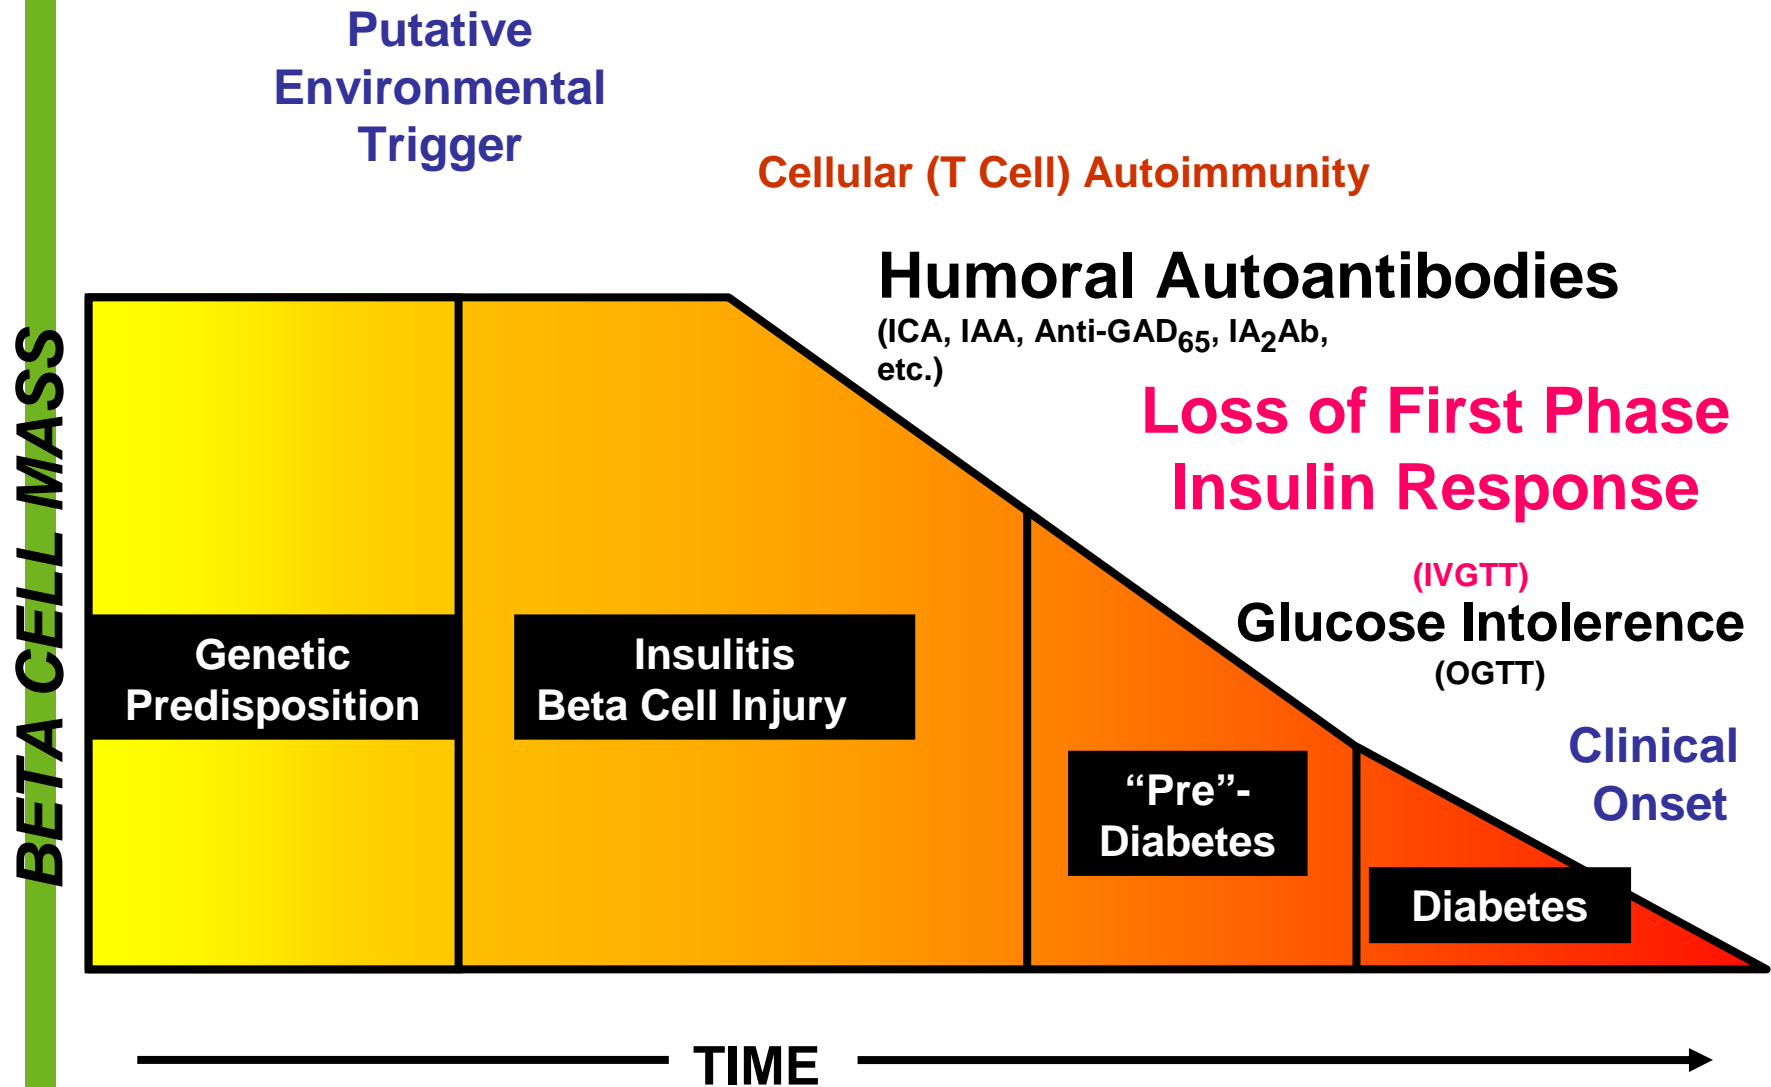 Putative
Environmental
Trigger
Cellular (T Cell) Autoimmunity
Humoral Autoantibodies
(ICA, IAA, Anti-GAD65, IA2Ab,
etc.)
Loss of First Phase
Insulin Response
(IVGTT)
Glucose Intolerence
(OGTT)
Clinical
Onset
BETA CELL MASS
Genetic
Predisposition
Insulitis
Beta Cell Injury
“Pre”-
Diabetes
Diabetes
TIME